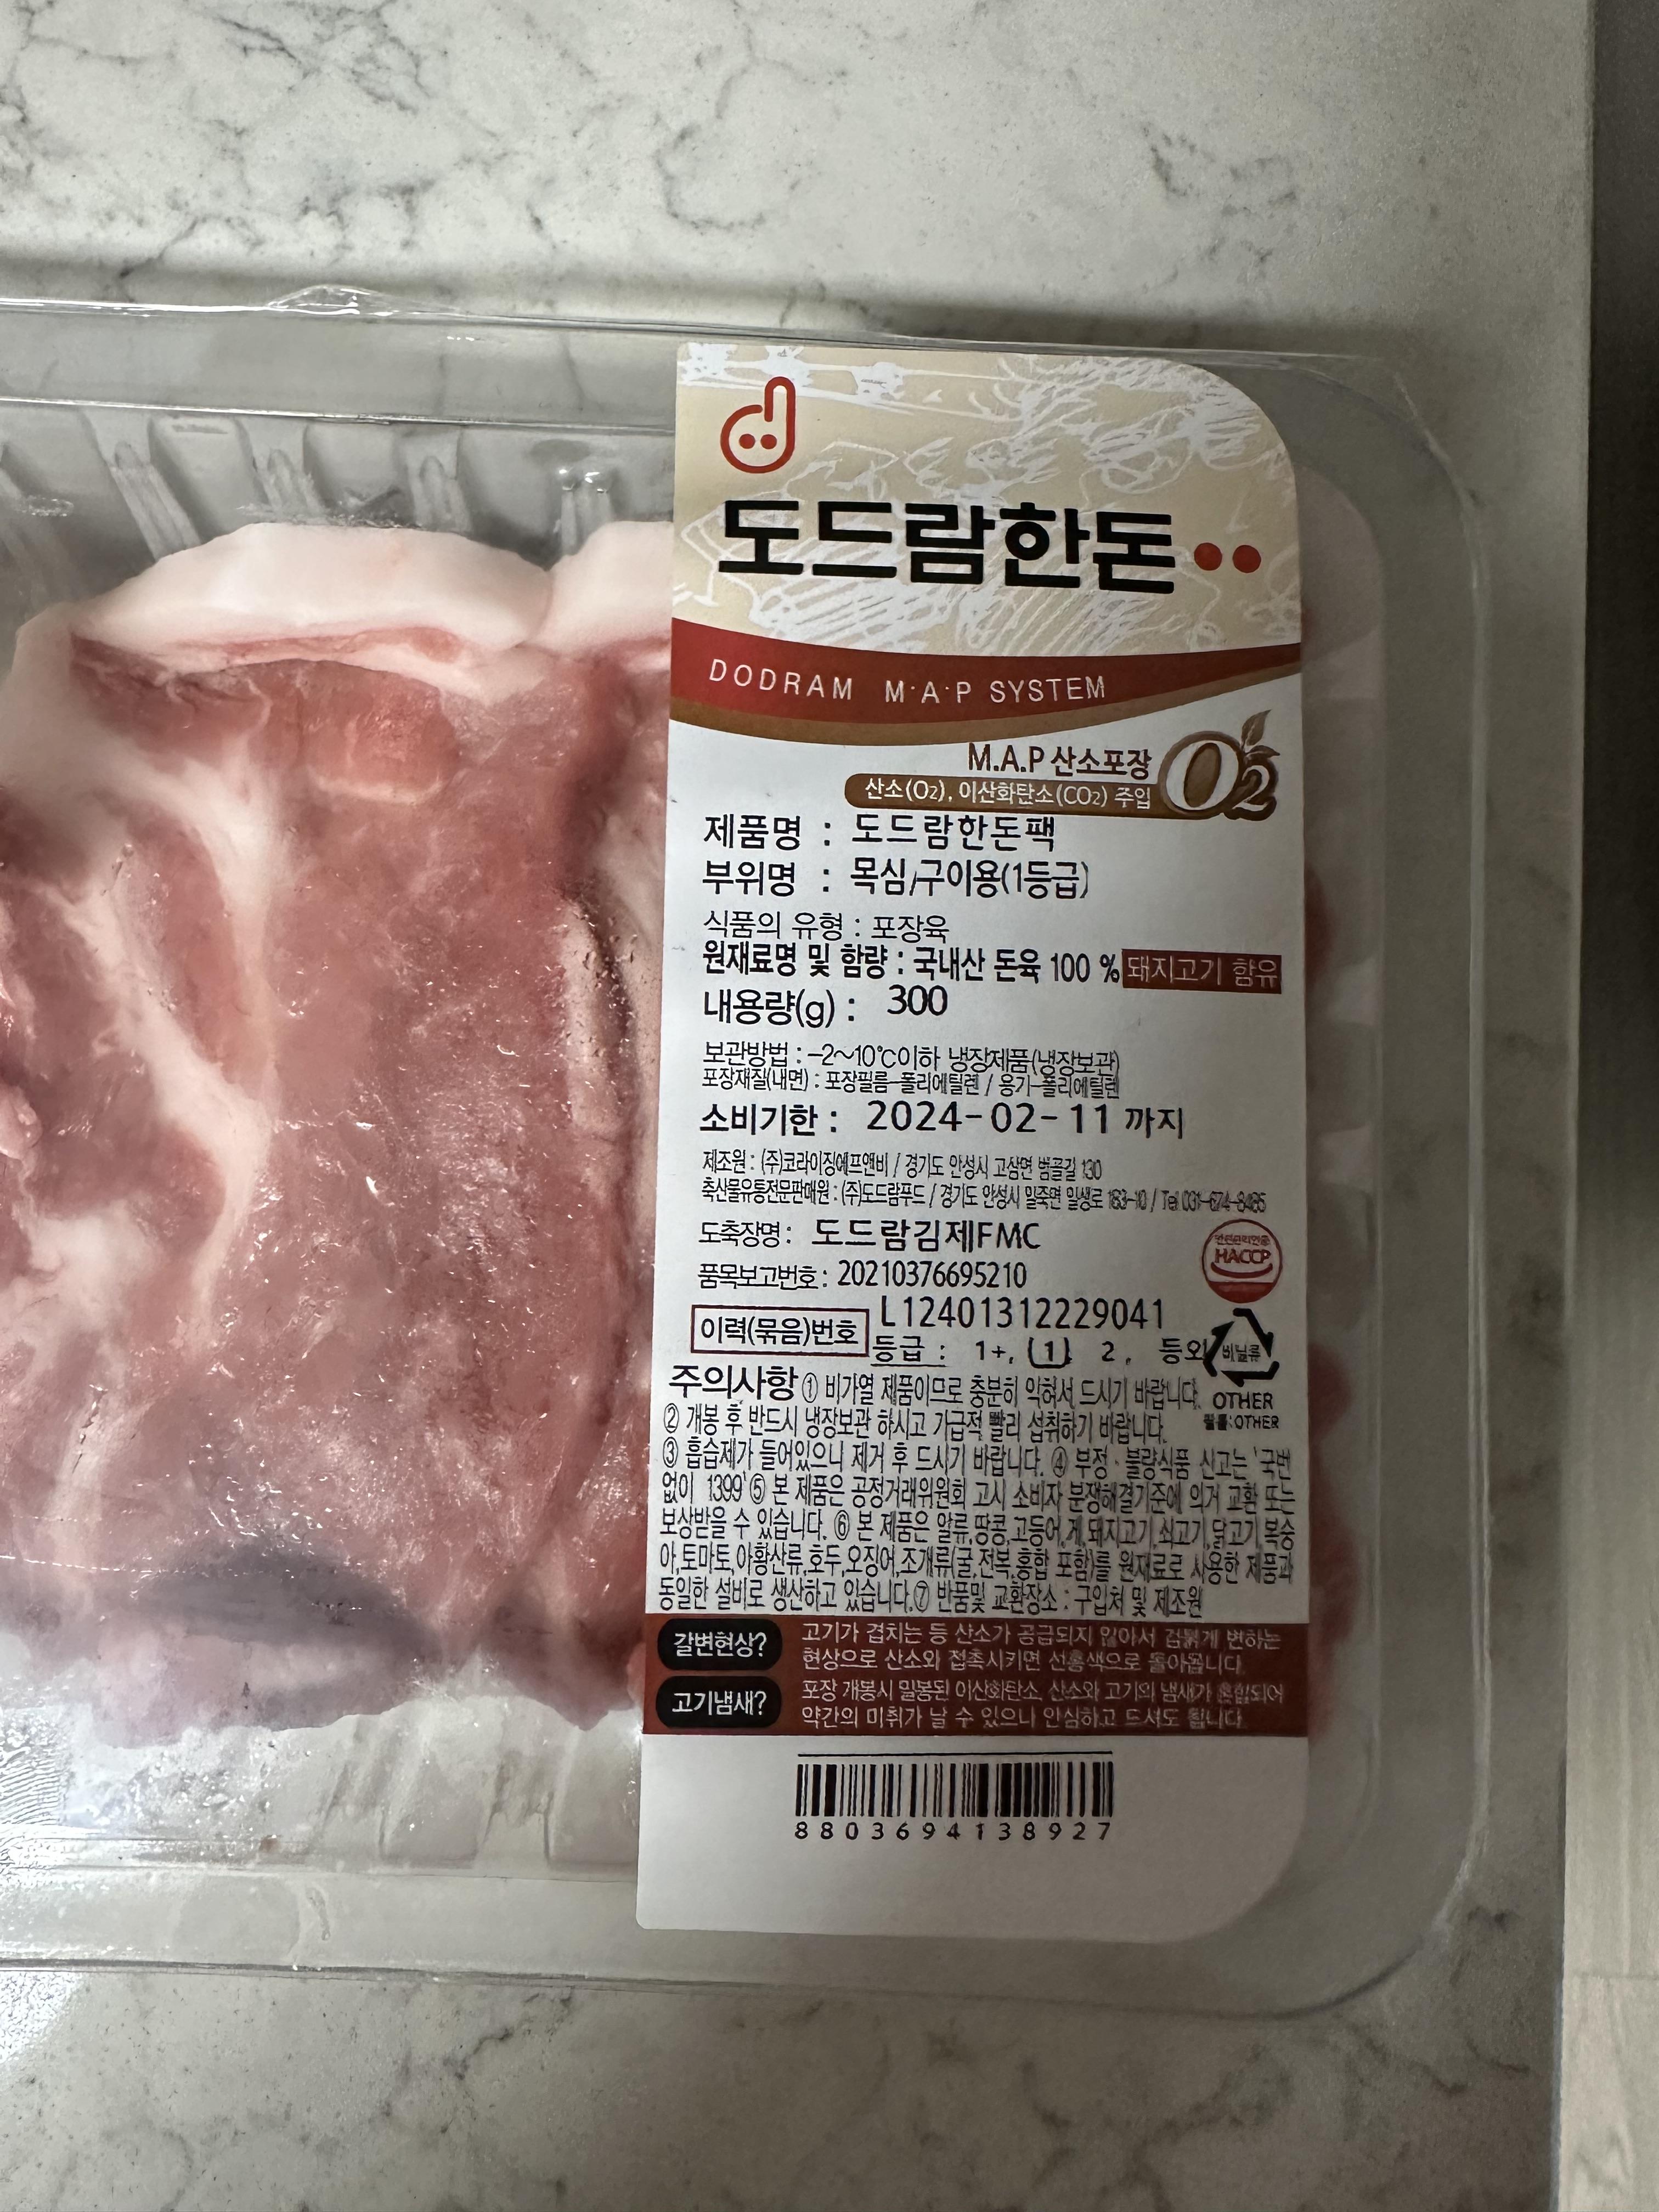 도드람한돈
DODRAM M·A·P SYSTEM
M.A.P 산소포장 O2
산소(O2), 이산화탄소(CO2) 주입
제품명 : 도드람한돈팩
부위명 : 목심/구이용(1등급)
식품의 유형 : 포장육
원재료명 및 함량 : 국내산 돈육 100 % 돼지고기 함유
내용량(g) : 300
보관방법 : -2~10℃이하 냉장제품(냉장보관)
포장재질(내면) : 포장필름-폴리에틸렌 / 용기-폴리에틸렌
소비기한 : 2024-02-11 까지
제조원 : (주)코라이징에프앤비 / 경기도 안성시 고삼면 범골길 130
축산물유통전문판매원 : (주)도드람푸드 / 경기도 안성시 일죽면 일생로 183-10 / Tel 031-674-8485
도축장명 : 도드람김제FMC
안전관리인증
HACCP
품목보고번호 : 20210376695210
이력(묶음)번호 L12401312229041
등급 : 1+, (1) 2, 등외
비닐류
OTHER
필름:OTHER
주의사항 ① 비가열 제품이므로 충분히 익혀서 드시기 바랍니다.
② 개봉 후 반드시 냉장보관 하시고 가급적 빨리 섭취하기 바랍니다.
③ 흡습제가 들어있으니 제거 후 드시기 바랍니다. ④ 부정·불량식품 신고는 '국번
없이 1399' ⑤ 본 제품은 공정거래위원회 고시 소비자 분쟁해결기준에 의거 교환 또는
보상받을 수 있습니다. ⑥ 본 제품은 알류,땅콩,고등어,게,돼지고기,쇠고기,닭고기,복숭
아,토마토,아황산류,호두,오징어,조개류(굴,전복,홍합 포함)를 원재료로 사용한 제품과
동일한 설비로 생산하고 있습니다.⑦ 반품및 교환장소 : 구입처 및 제조원
갈변현상? 고기가 겹치는 등 산소가 공급되지 않아서 검붉게 변하는
현상으로 산소와 접촉시키면 선홍색으로 돌아옵니다.
고기냄새? 포장 개봉시 밀봉된 이산화탄소, 산소와 고기의 냄새가 혼합되어
약간의 미취가 날 수 있으니 안심하고 드셔도 됩니다.
8803694138927